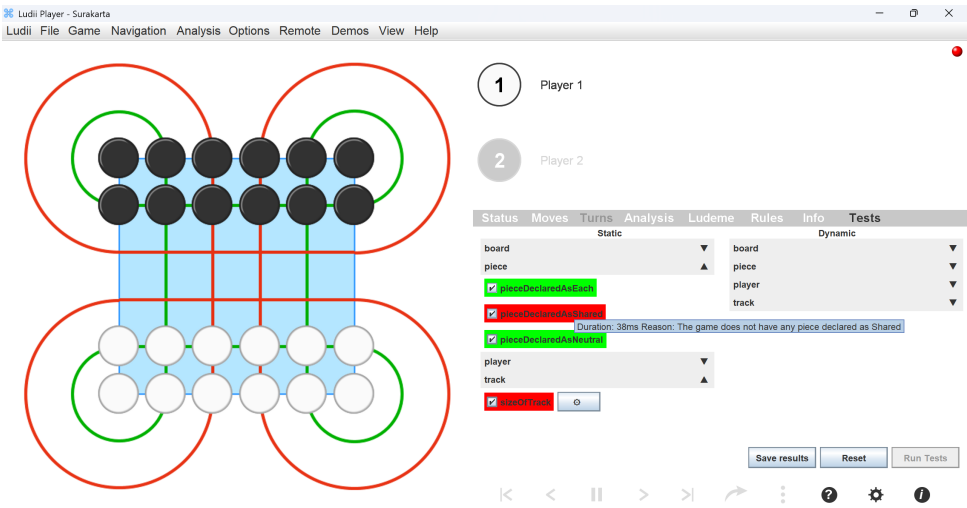 Ludii Player - Surakarta
Ludii File Game Navigation Analysis Options Remote Demos View Help
1 Player 1
2 Player 2
Status Moves Turns Analysis Ludeme Rules Info Tests
Static
board
piece
pieceDeclaredAsEach
pieceDeclaredAsShared
Duration: 38ms Reason: The game does not have any piece declared as Shared
pieceDeclaredAsNeutral
player
track
sizeOfTrack
Dynamic
board
piece
player
track
Save results Reset Run Tests